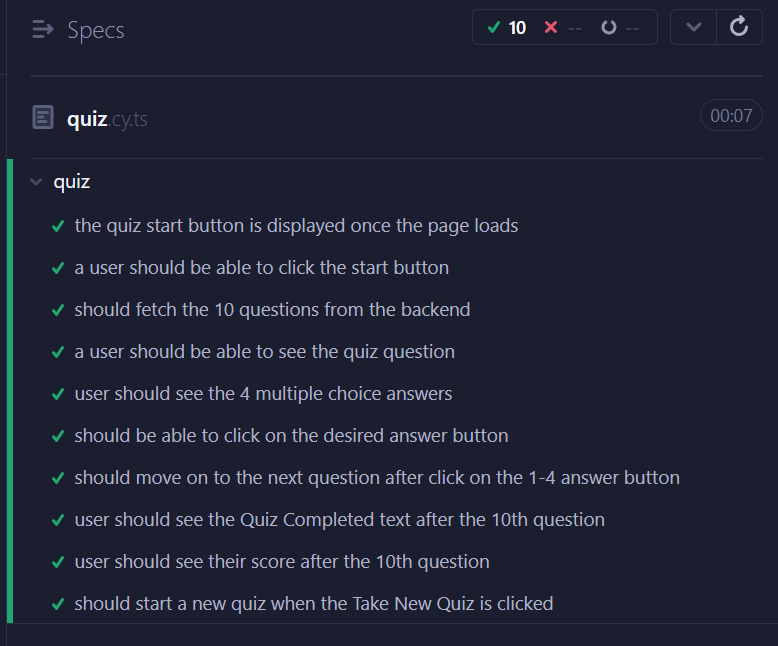 Specs
10 -- --
quiz.cy.ts
00:07
quiz
the quiz start button is displayed once the page loads
a user should be able to click the start button
should fetch the 10 questions from the backend
a user should be able to see the quiz question
user should see the 4 multiple choice answers
should be able to click on the desired answer button
should move on to the next question after click on the 1-4 answer button
user should see the Quiz Completed text after the 10th question
user should see their score after the 10th question
should start a new quiz when the Take New Quiz is clicked